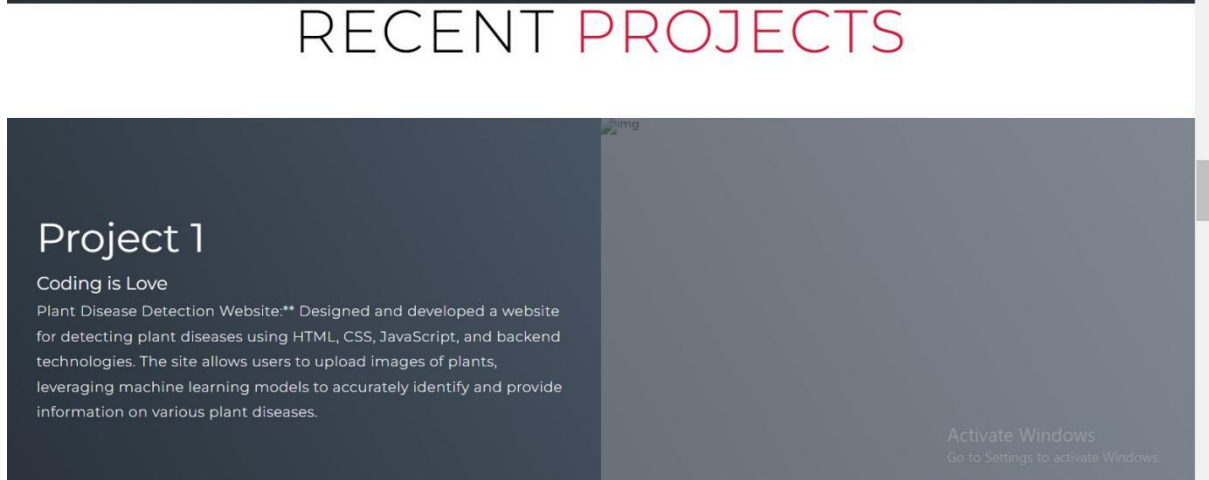 RECENT PROJECTS
img
Project 1
Coding is Love
Plant Disease Detection Website:** Designed and developed a website
for detecting plant diseases using HTML, CSS, JavaScript, and backend
technologies. The site allows users to upload images of plants,
leveraging machine learning models to accurately identify and provide
information on various plant diseases.
Activate Windows
Go to Settings to activate Windows.